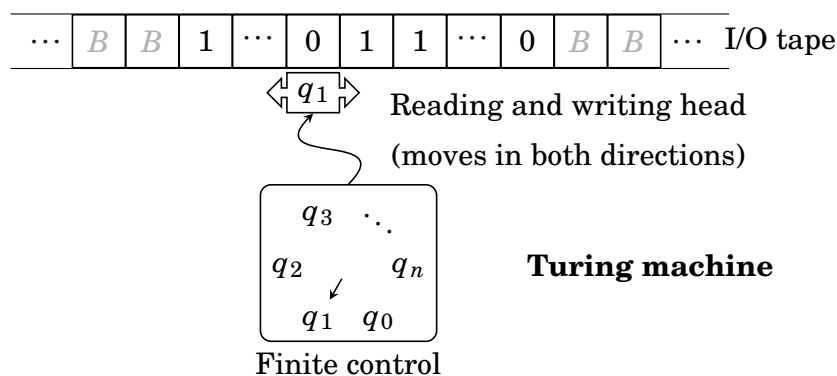 ⋯ B B 1 ⋯ 0 1 1 ⋯ 0 B B ⋯ I/O tape
q₁
Reading and writing head
(moves in both directions)
q₃ ⋱
q₂ qₙ
Turing machine
q₁ q₀
Finite control